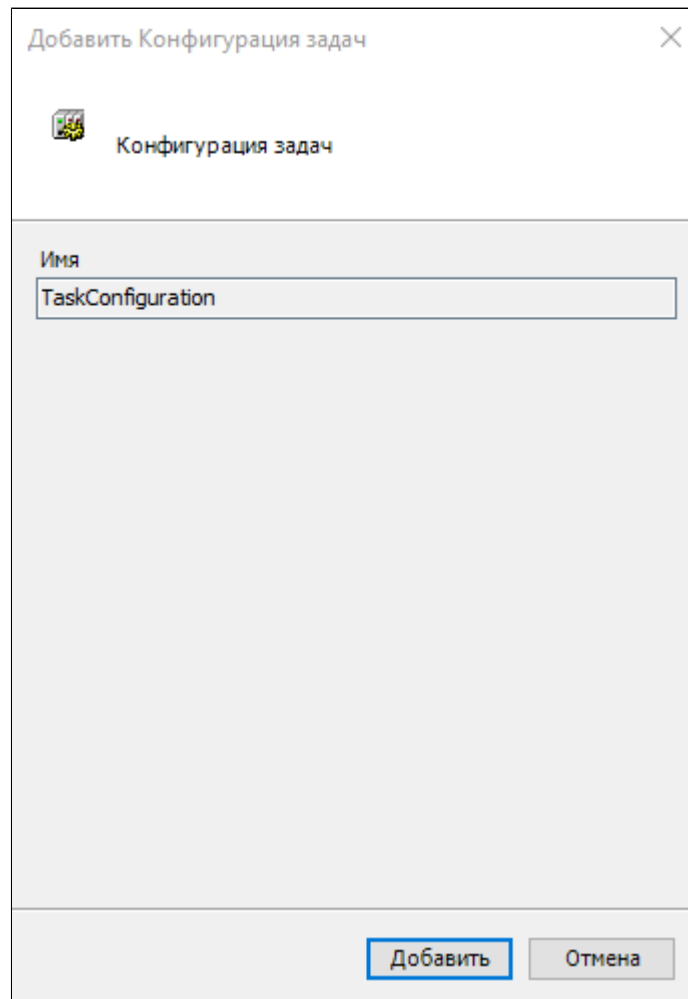 Добавить Конфигурация задач
Конфигурация задач
Имя
TaskConfiguration
Добавить
Отмена